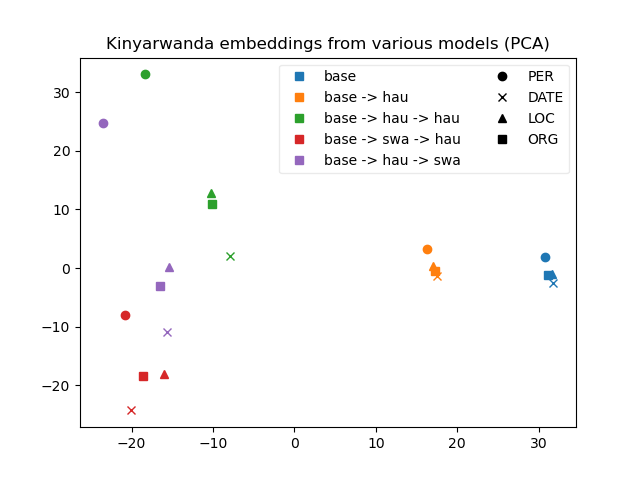 Kinyarwanda embeddings from various models (PCA)
base
base -> hau
base -> hau -> hau
base -> swa -> hau
base -> hau -> swa
PER
DATE
LOC
ORG
30
20
10
0
−10
−20
−20 −10 0 10 20 30